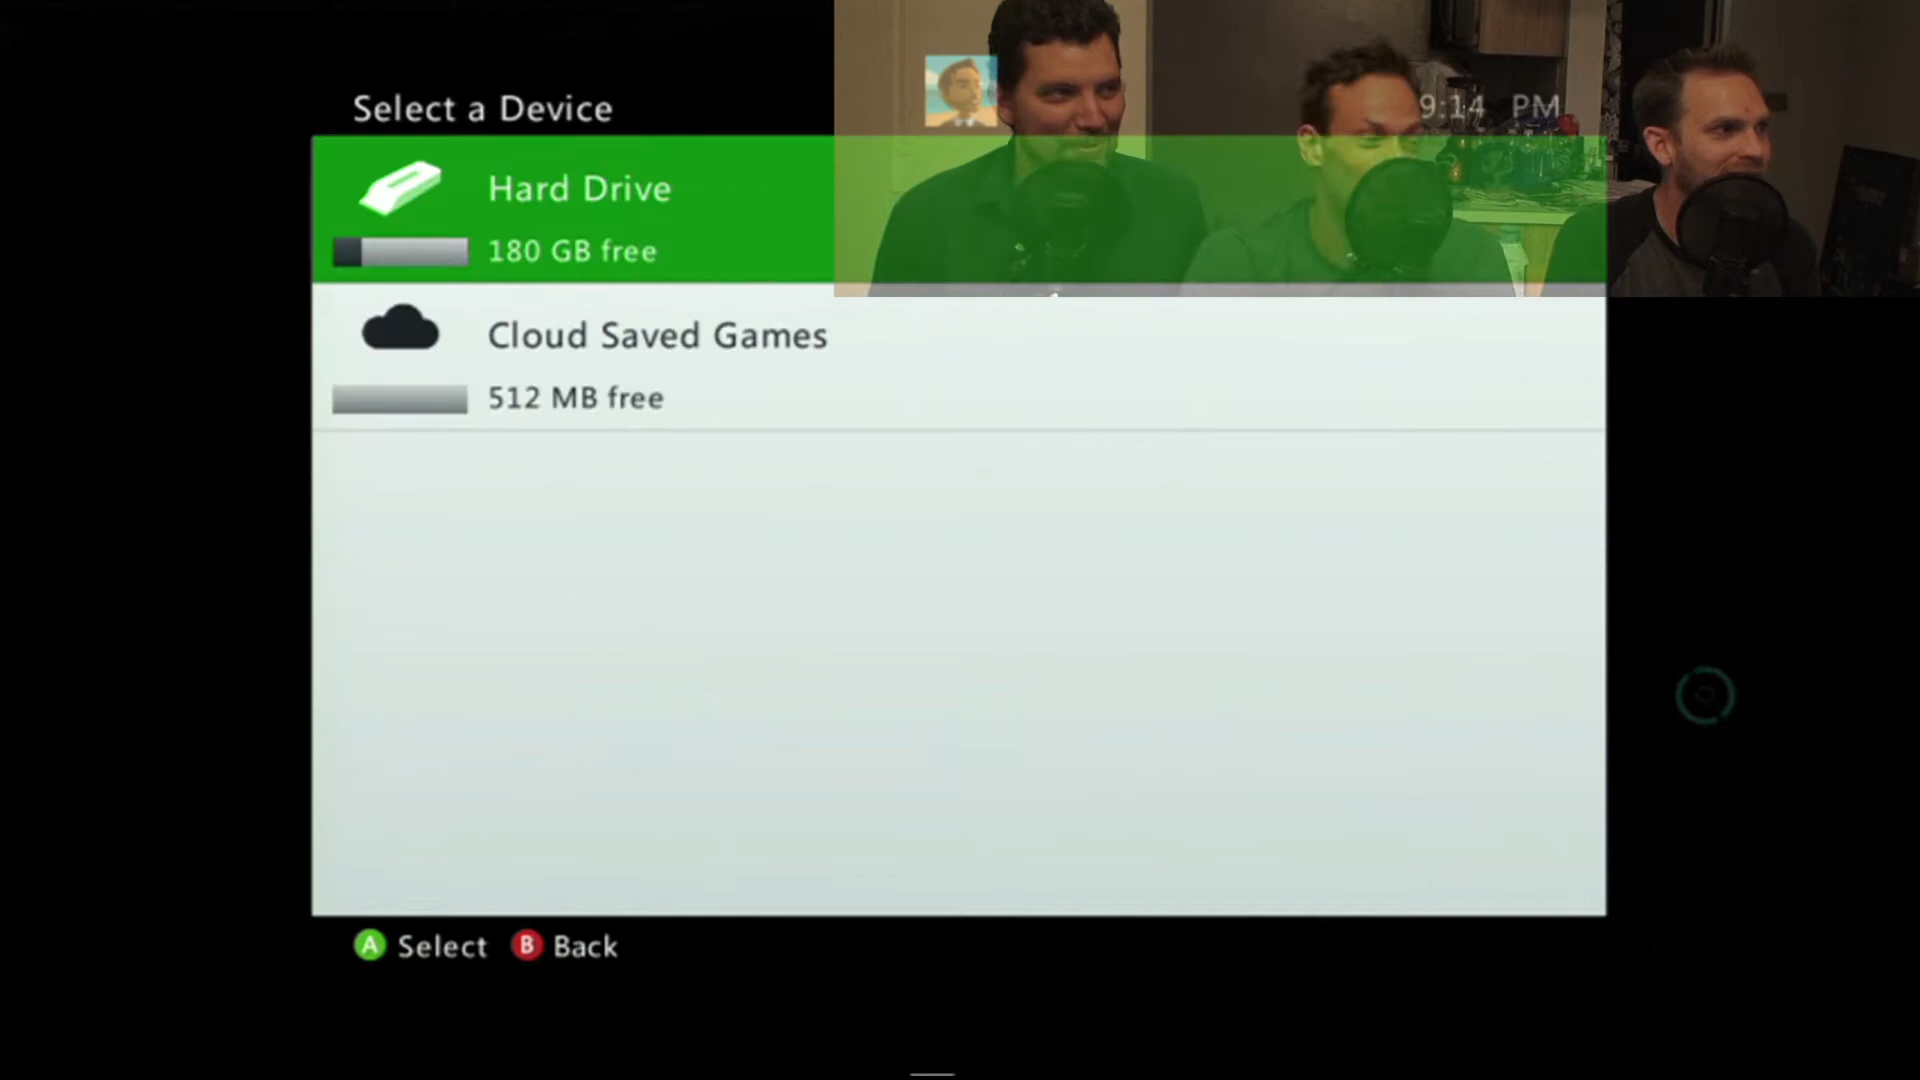 Select a Device
9:14 PM
Hard Drive
180 GB free
Cloud Saved Games
512 MB free
A Select B Back